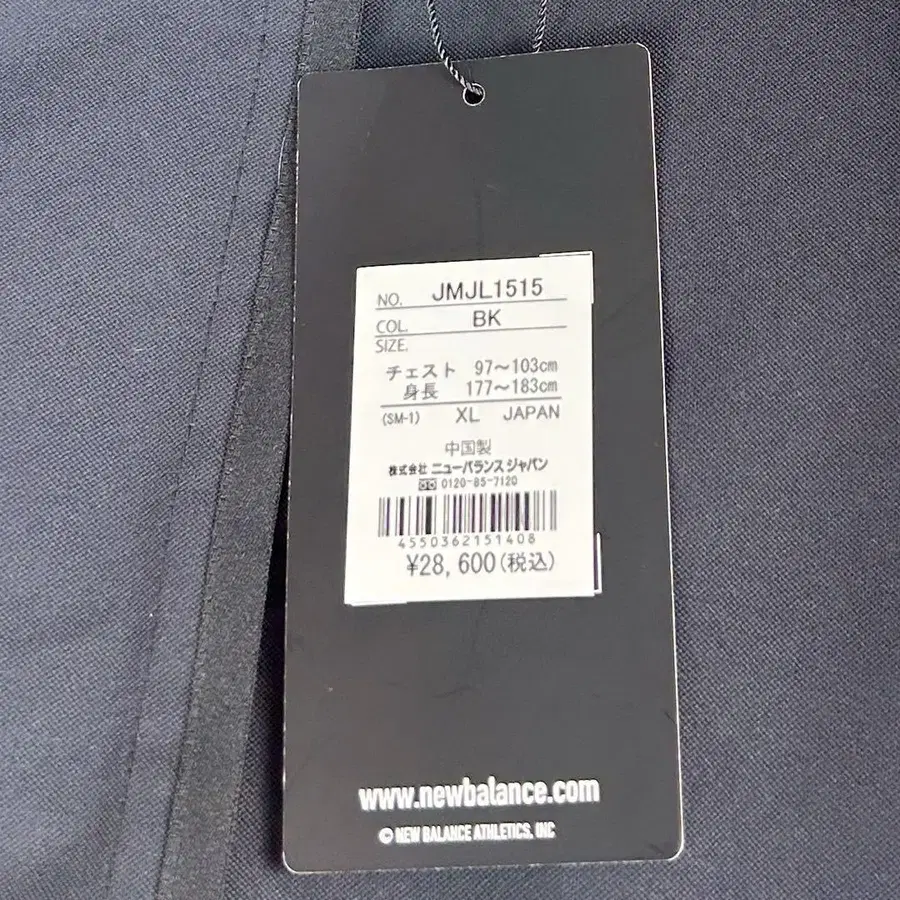 NO. JMJL1515
COL. BK
SIZE.
チェスト 97～103cm
身長 177～183cm
(SM-1) XL JAPAN
中国製
株式会社 ニューバランス ジャパン
0120-85-7120
4550362151408
¥28,600(税込)
www.newbalance.com
© NEW BALANCE ATHLETICS, INC